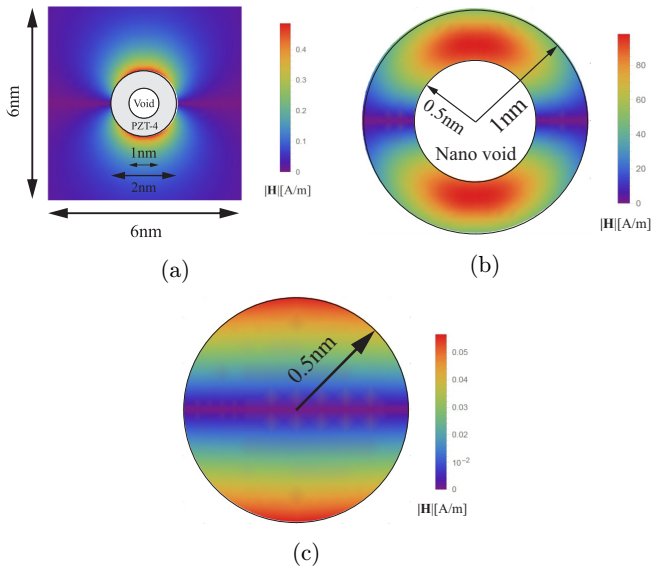 6nm
Void
PZT-4
1nm
2nm
6nm
0.4
0.3
0.2
0.1
0
|H|[A/m]
(a)
0.5nm
1nm
Nano void
80
60
40
20
0
|H|[A/m]
(b)
0.5nm
0.05
0.04
0.03
0.02
10⁻²
0
|H|[A/m]
(c)